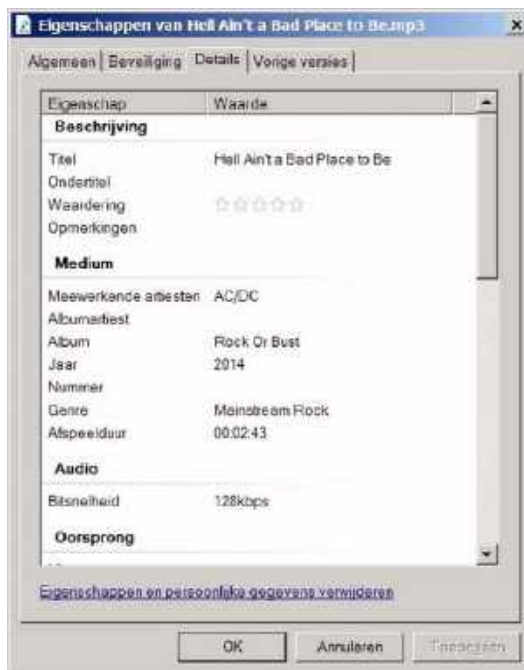 Eigenschappen van Hell Ain't a Bad Place to Be.mp3
Algemeen Beveiliging Details Vorige versies
Eigenschap Waarde
Beschrijving
Titel Hell Ain't a Bad Place to Be
Ondertitel
Waardering
Opmerkingen
Medium
Meewerkende artiesten AC/DC
Albumartiest
Album Rock Or Bust
Jaar 2014
Nummer
Genre Mainstream Rock
Afspeelduur 00:02:43
Audio
Bitsnelheid 128kbps
Oorsprong
Eigenschappen en persoonlijke gegevens verwijderen
OK Annuleren Toepassen